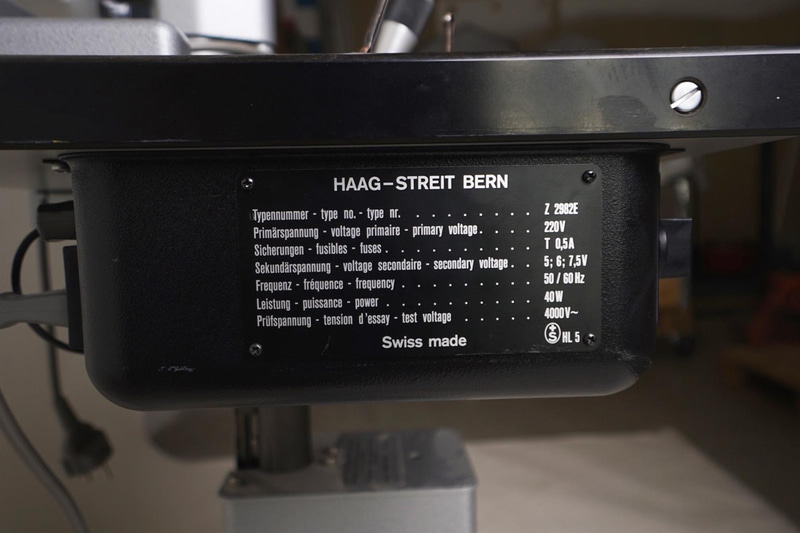 HAAG-STREIT BERN
Typennummer - type no. - type nr. . . . . . . . . Z 2982E
Primärspannung - voltage primaire - primary voltage . . . . 220V
Sicherungen - fusibles - fuses . . . . . . . . . . T 0,5A
Sekundärspannung - voltage secondaire - secondary voltage . . 5; 6; 7,5V
Frequenz - fréquence - frequency . . . . . . . . . 50 / 60 Hz
Leistung - puissance - power . . . . . . . . . . 40W
Prüfspannung - tension d'essay - test voltage . . . . . 4000V~
S HL 5
Swiss made